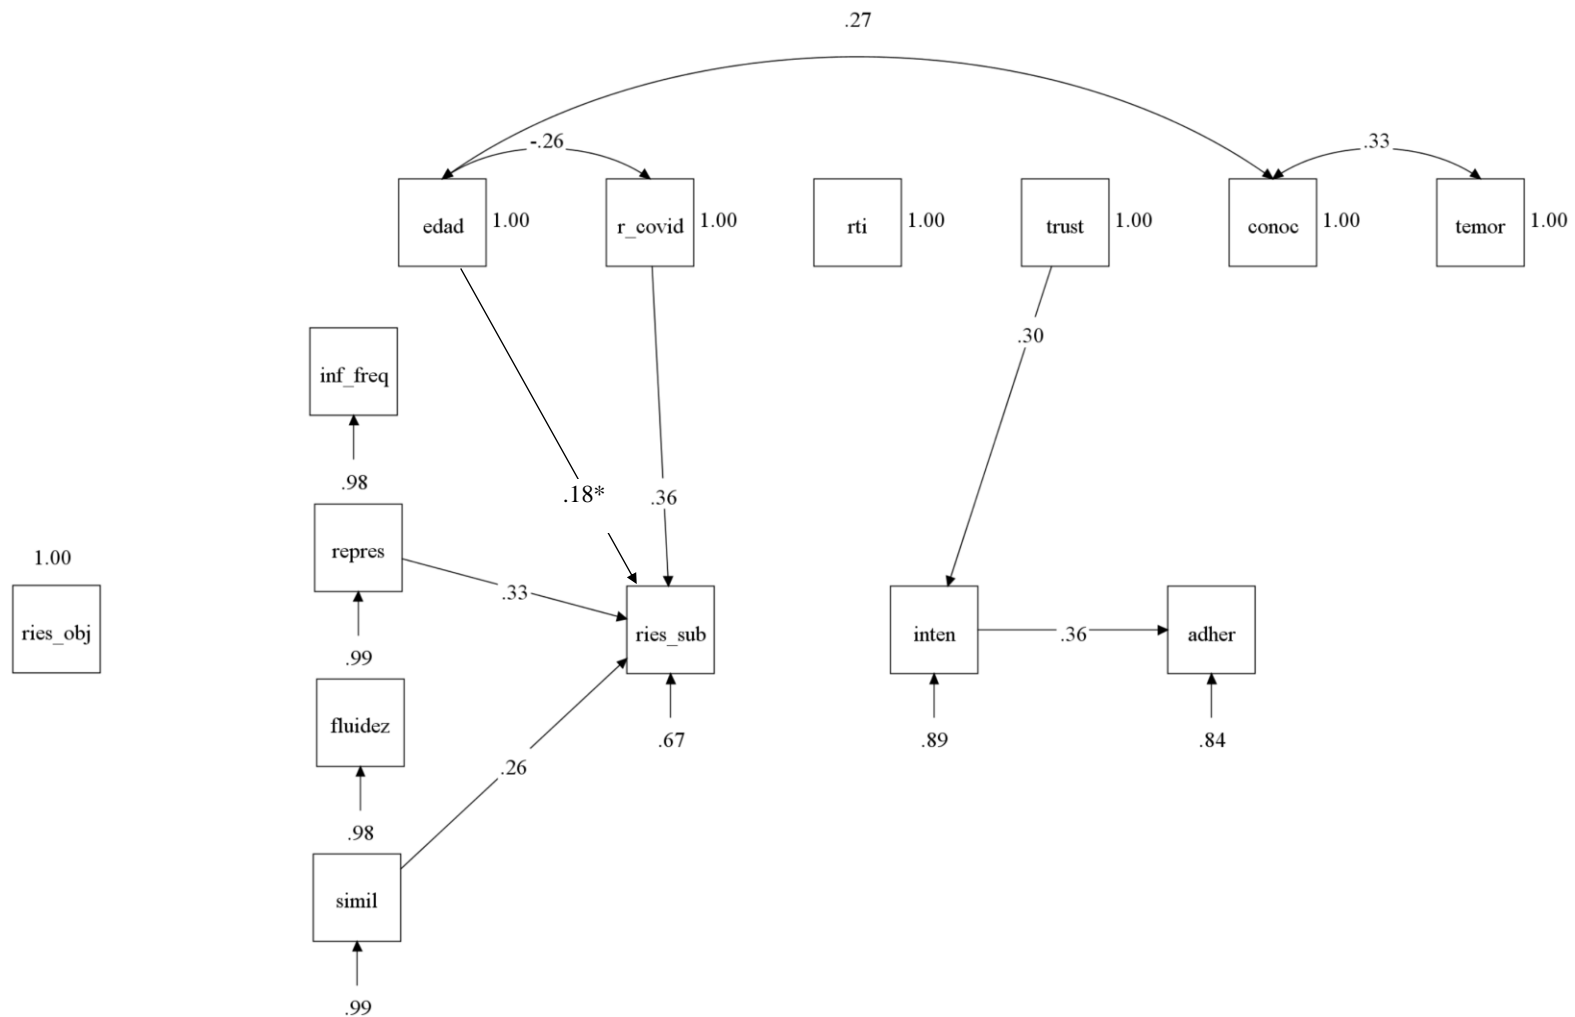 .27
-.26
.33
edad 1.00
r_covid 1.00
rti 1.00
trust 1.00
conoc 1.00
temor 1.00
.30
inf_freq
.98
.18*
.36
repres
1.00
.33
ries_obj
ries_sub
inten
.36
adher
.99
fluidez
.67
.89
.84
.26
.98
simil
.99